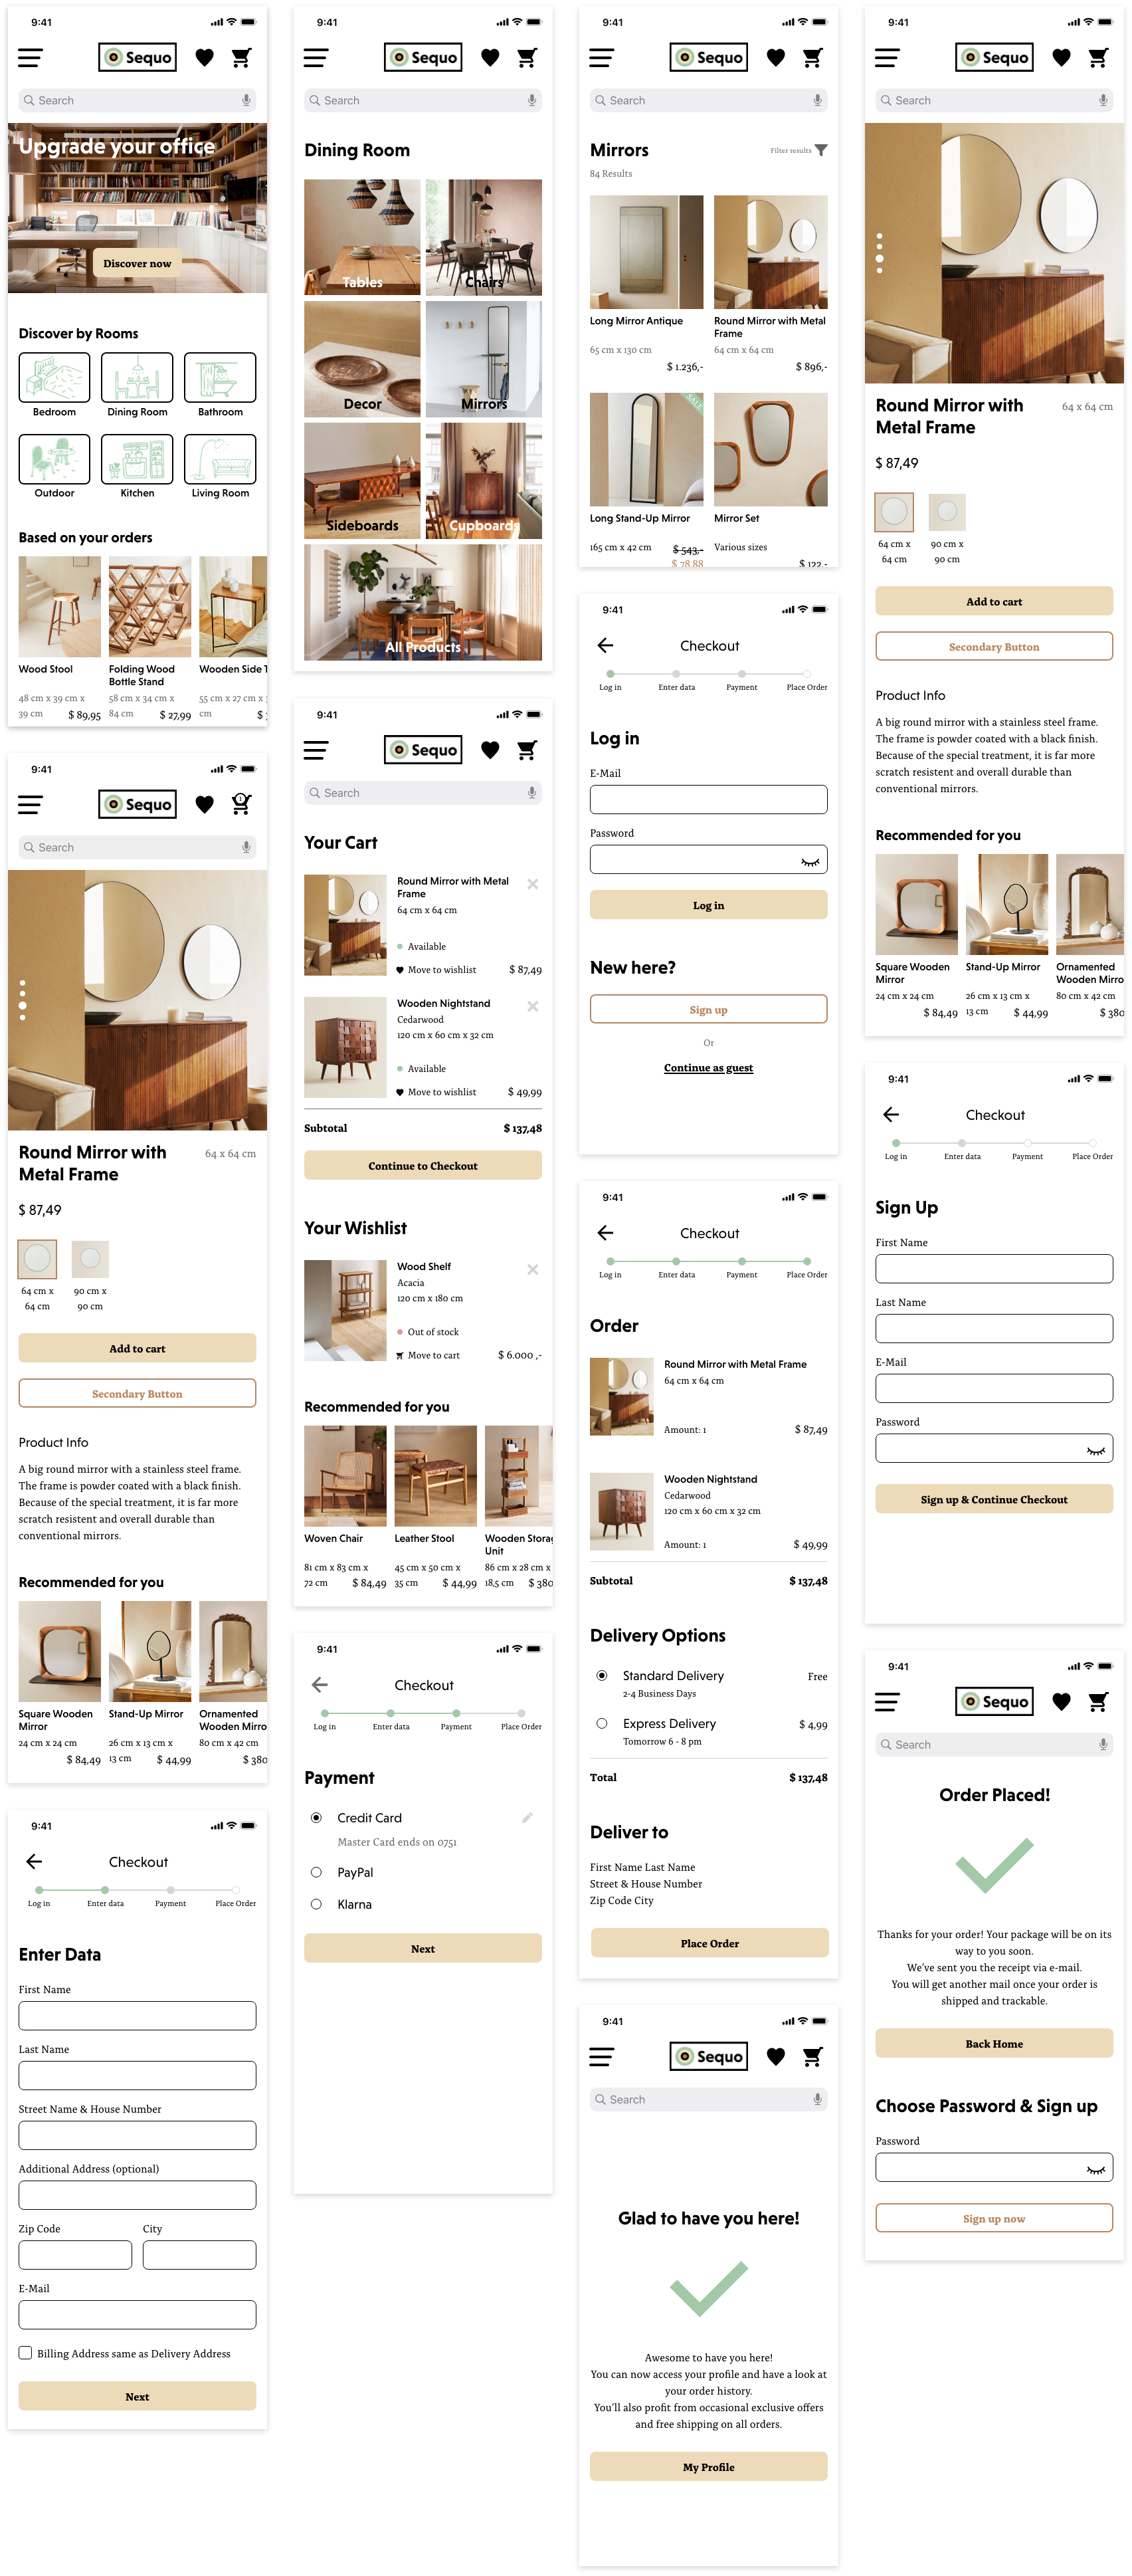 9:41
Sequo
Search
Upgrade your office
Discover now
Discover by Rooms
Bedroom
Dining Room
Bathroom
Outdoor
Kitchen
Living Room
Based on your orders
Wood Stool
48 cm x 39 cm x
39 cm
$ 89,95
Folding Wood
Bottle Stand
58 cm x 34 cm x
84 cm
$ 27,99
Wooden Side
55 cm x 27 cm x
cm
$
9:41
Sequo
1
Search
Round Mirror with
Metal Frame
64 x 64 cm
$ 87,49
64 cm x
64 cm
90 cm x
90 cm
Add to cart
Secondary Button
Product Info
A big round mirror with a stainless steel frame.
The frame is powder coated with a black finish.
Because of the special treatment, it is far more
scratch resistent and overall durable than
conventional mirrors.
Recommended for you
Square Wooden
Mirror
24 cm x 24 cm
$ 84,49
Stand-Up Mirror
26 cm x 13 cm x
13 cm
$ 44,99
Ornamented
Wooden Mirro
80 cm x 42 cm
$ 380
9:41
Checkout
Log in
Enter data
Payment
Place Order
Enter Data
First Name
Last Name
Street Name & House Number
Additional Address (optional)
Zip Code
City
E-Mail
Billing Address same as Delivery Address
Next
9:41
Sequo
Search
Dining Room
Tables
Chairs
Decor
Mirrors
Sideboards
Cupboards
All Products
9:41
Sequo
Search
Your Cart
Round Mirror with Metal
Frame
64 cm x 64 cm
Available
Move to wishlist
$ 87,49
Wooden Nightstand
Cedarwood
120 cm x 60 cm x 32 cm
Available
Move to wishlist
$ 49,99
Subtotal
$ 137,48
Continue to Checkout
Your Wishlist
Wood Shelf
Acacia
120 cm x 180 cm
Out of stock
Move to cart
$ 6.000 ,-
Recommended for you
Woven Chair
81 cm x 83 cm x
72 cm
$ 84,49
Leather Stool
45 cm x 50 cm x
35 cm
$ 44,99
Wooden Storag
Unit
86 cm x 28 cm x
18,5 cm
$ 380
9:41
Checkout
Log in
Enter data
Payment
Place Order
Payment
Credit Card
Master Card ends on 0751
PayPal
Klarna
Next
9:41
Sequo
Search
Mirrors
Filter results
84 Results
Long Mirror Antique
65 cm x 130 cm
$ 1.236,-
Round Mirror with Metal
Frame
64 cm x 64 cm
$ 896,-
SALE
Long Stand-Up Mirror
165 cm x 42 cm
$ 543,-
$ 78,88
Mirror Set
Various sizes
$ 122,-
9:41
Checkout
Log in
Enter data
Payment
Place Order
Log in
E-Mail
Password
Log in
New here?
Sign up
Or
Continue as guest
9:41
Checkout
Log in
Enter data
Payment
Place Order
Order
Round Mirror with Metal Frame
64 cm x 64 cm
Amount: 1
$ 87,49
Wooden Nightstand
Cedarwood
120 cm x 60 cm x 32 cm
Amount: 1
$ 49,99
Subtotal
$ 137,48
Delivery Options
Standard Delivery
Free
2-4 Business Days
Express Delivery
$ 4,99
Tomorrow 6 - 8 pm
Total
$ 137,48
Deliver to
First Name Last Name
Street & House Number
Zip Code City
Place Order
9:41
Sequo
Search
Glad to have you here!
Awesome to have you here!
You can now access your profile and have a look at
your order history.
You'll also profit from occasional exclusive offers
and free shipping on all orders.
My Profile
9:41
Sequo
Search
Round Mirror with
Metal Frame
64 x 64 cm
$ 87,49
64 cm x
64 cm
90 cm x
90 cm
Add to cart
Secondary Button
Product Info
A big round mirror with a stainless steel frame.
The frame is powder coated with a black finish.
Because of the special treatment, it is far more
scratch resistent and overall durable than
conventional mirrors.
Recommended for you
Square Wooden
Mirror
24 cm x 24 cm
$ 84,49
Stand-Up Mirror
26 cm x 13 cm x
13 cm
$ 44,99
Ornamented
Wooden Mirro
80 cm x 42 cm
$ 380
9:41
Checkout
Log in
Enter data
Payment
Place Order
Sign Up
First Name
Last Name
E-Mail
Password
Sign up & Continue Checkout
9:41
Sequo
Search
Order Placed!
Thanks for your order! Your package will be on its
way to you soon.
We've sent you the receipt via e-mail.
You will get another mail once your order is
shipped and trackable.
Back Home
Choose Password & Sign up
Password
Sign up now